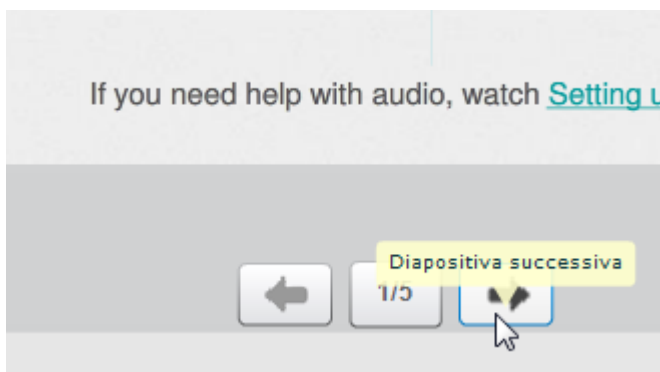 If you need help with audio, watch Setting
Diapositiva successiva
1/5